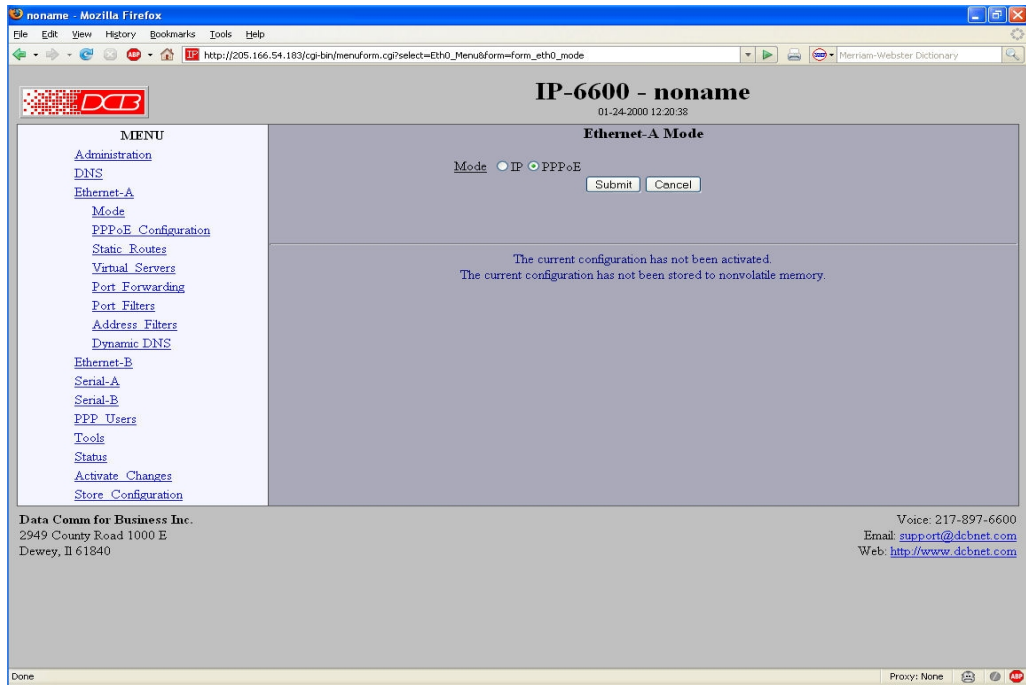 noname - Mozilla Firefox
File Edit View History Bookmarks Tools Help
http://205.166.54.183/cgi-bin/menuform.cgi?select=Eth0_Menu&form=form_eth0_mode
Merriam-Webster Dictionary
DCB
IP-6600 - noname
01-24-2000 12:20:38
MENU
Administration
DNS
Ethernet-A
Mode
PPPoE Configuration
Static Routes
Virtual Servers
Port Forwarding
Port Filters
Address Filters
Dynamic DNS
Ethernet-B
Serial-A
Serial-B
PPP Users
Tools
Status
Activate Changes
Store Configuration
Ethernet-A Mode
Mode IP PPPoE
Submit Cancel
The current configuration has not been activated.
The current configuration has not been stored to nonvolatile memory.
Data Comm for Business Inc.
2949 County Road 1000 E
Dewey, Il 61840
Voice: 217-897-6600
Email: support@dcbnet.com
Web: http://www.dcbnet.com
Done
Proxy: None
ABP